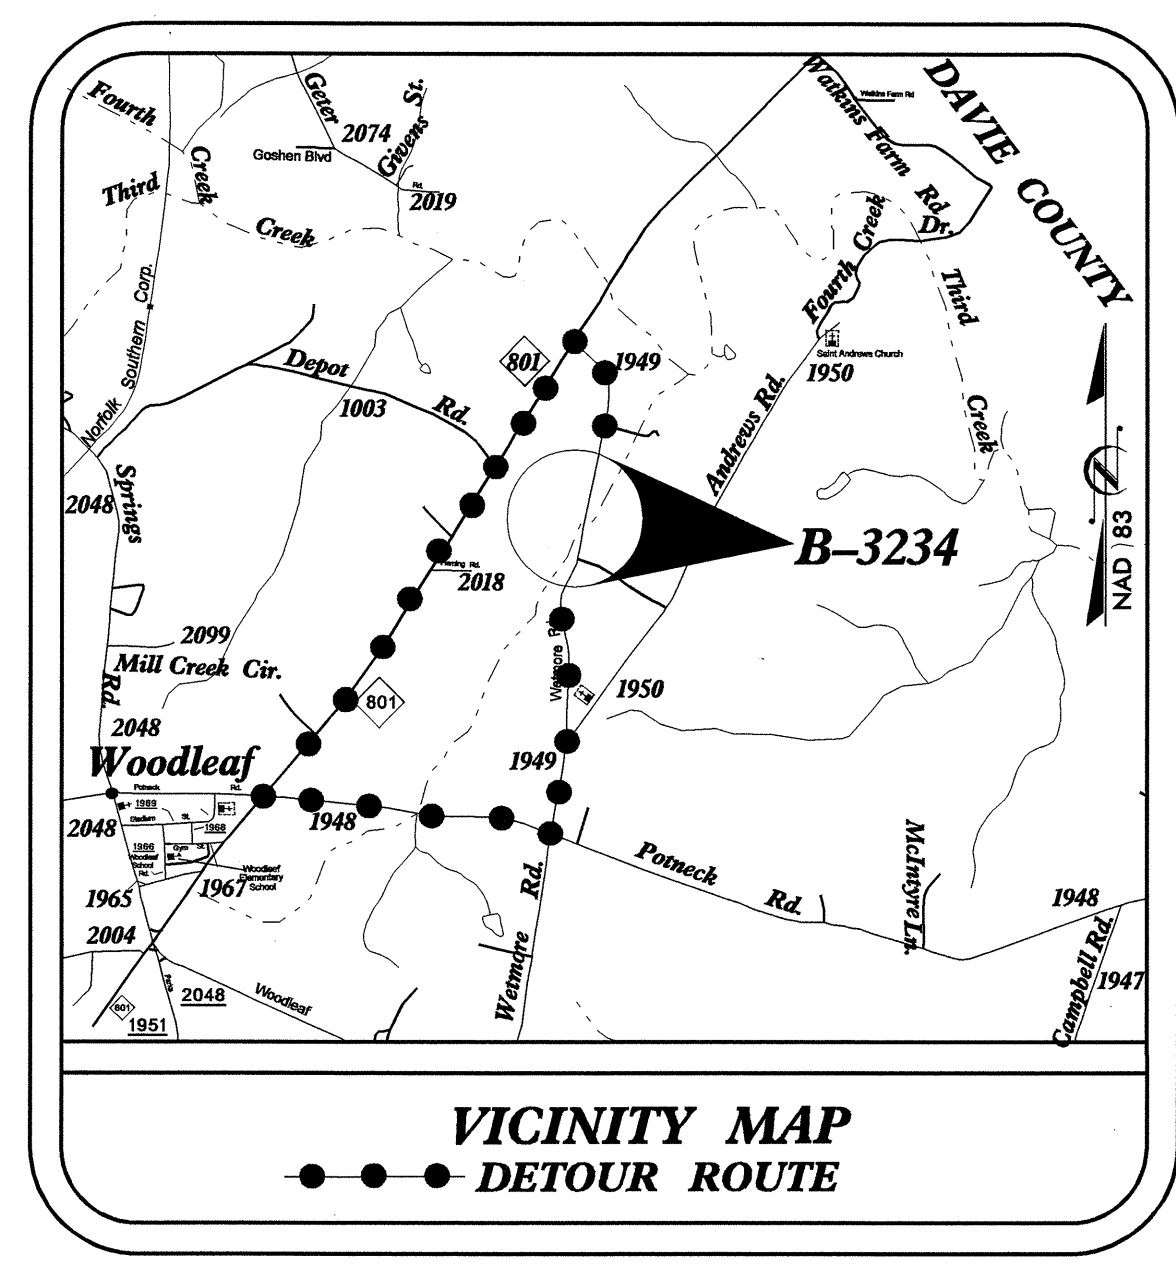 DAVIE COUNTY
Watkins Farm Rd
Watkins Farm Rd.
Dr.
Fourth
Creek
Geter
2074
Givens St.
Goshen Blvd
Rd.
2019
Third
Creek
Fourth Creek
Third
Creek
Norfolk Southern Corp.
801
1949
Saint Andrews Church
1950
Depot
Rd.
1003
Andrews Rd.
2048
Springs
Rd.
B-3234
NAD 83
2018
2099
Mill Creek Cir.
Wetmore
1950
801
2048
Woodleaf
1949
Potneck
Rd.
1969
Stadium
St.
1968
2048
1948
1966
Gym
St.
Woodleaf
School
Rd.
Woodleaf
Elementary
School
1967
Potneck
Rd.
McIntyre Ln.
1965
Wetmore Rd.
1948
2004
Campbell Rd.
1947
2048
Woodleaf
801
1951
VICINITY MAP
DETOUR ROUTE